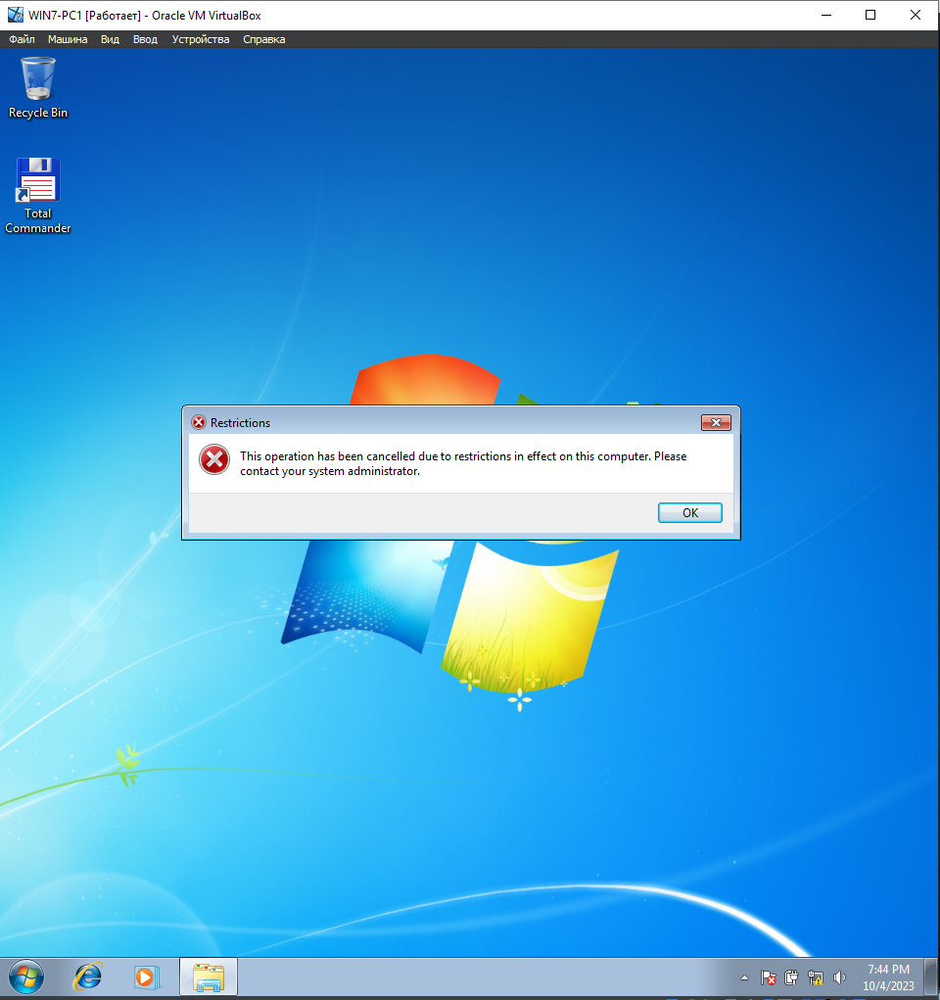 WIN7-PC1 [Работает] - Oracle VM VirtualBox
Файл Машина Вид Ввод Устройства Справка
Recycle Bin
Total
Commander
Restrictions
This operation has been cancelled due to restrictions in effect on this computer. Please
contact your system administrator.
OK
7:44 PM
10/4/2023